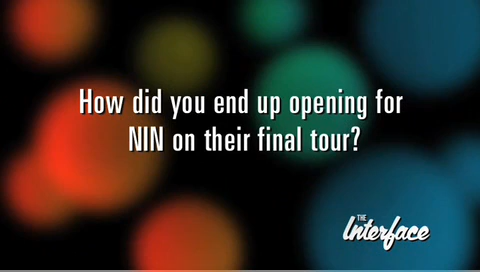 How did you end up opening for
NIN on their final tour?
THE
Interface